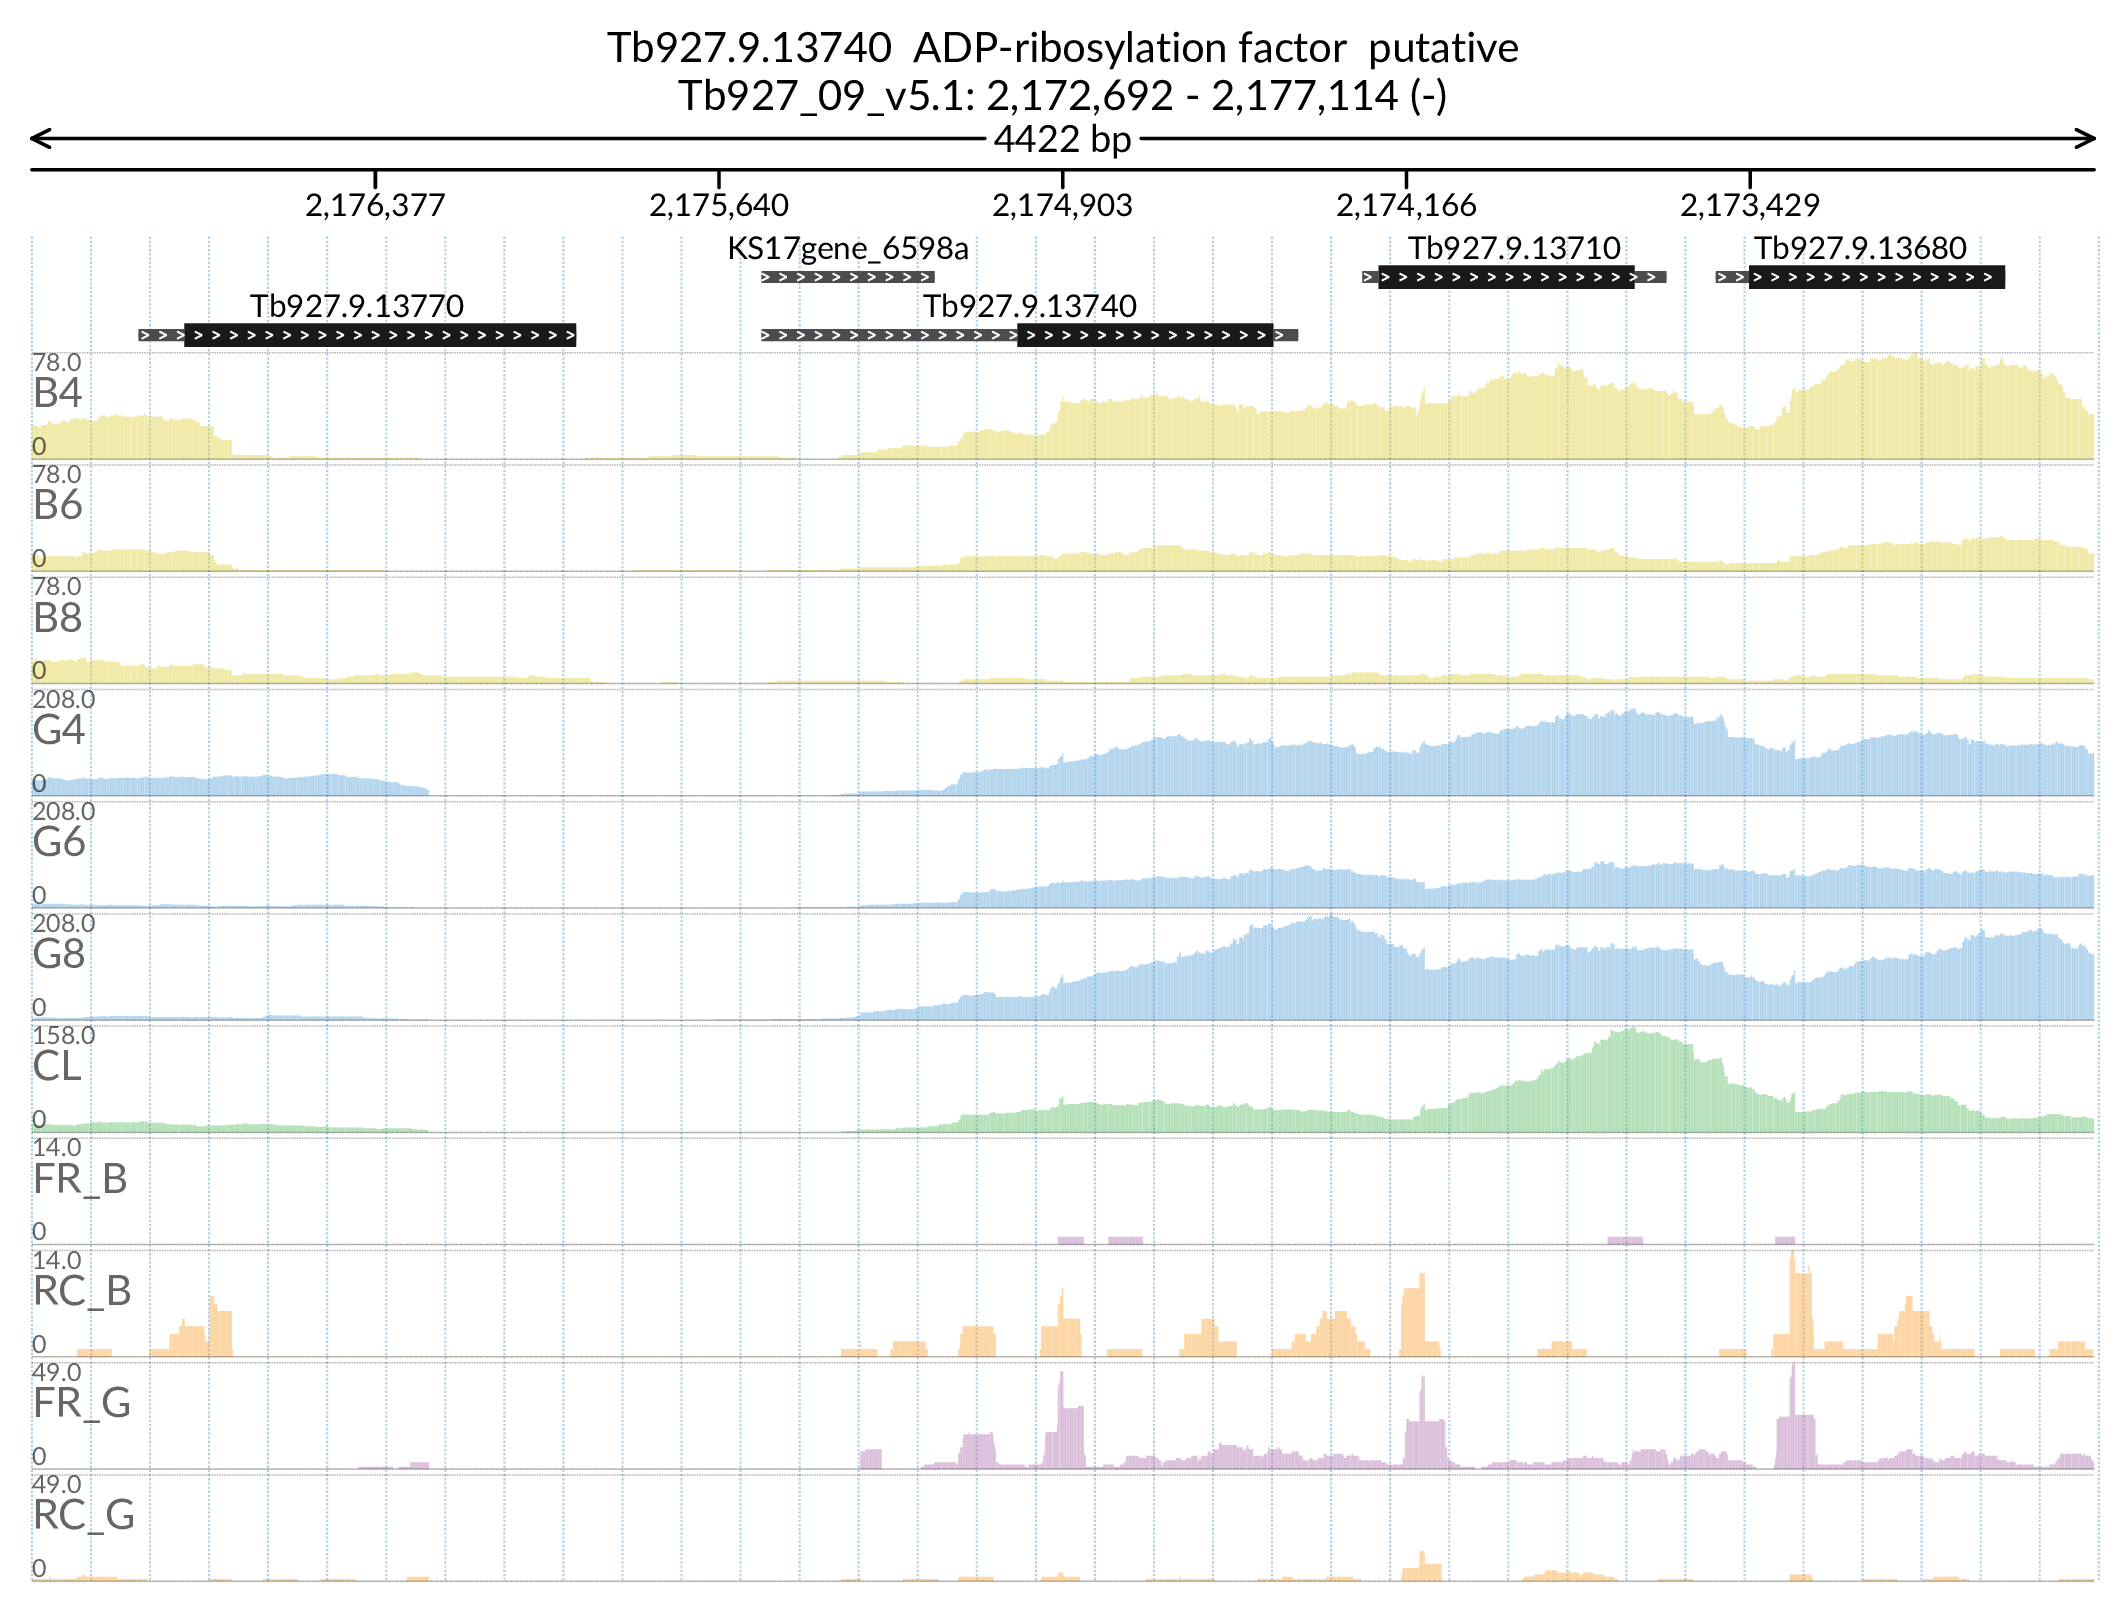 Tb927.9.13740 ADP-ribosylation factor putative
Tb927_09_v5.1: 2,172,692 - 2,177,114 (-)
4422 bp
2,176,377 2,175,640 2,174,903 2,174,166 2,173,429
KS17gene_6598a Tb927.9.13710 Tb927.9.13680
Tb927.9.13770 Tb927.9.13740
78.0
B4
0
78.0
B6
0
78.0
B8
0
208.0
G4
0
208.0
G6
0
208.0
G8
0
158.0
CL
0
14.0
FR_B
0
14.0
RC_B
0
49.0
FR_G
0
49.0
RC_G
0